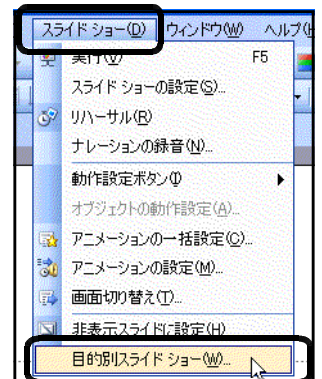 スライド ショー(D) ウィンドウ(W) ヘルプ(H
実行(V) F5
スライド ショーの設定(S)...
リハーサル(R)
ナレーションの録音(N)...
動作設定ボタン(I)
オブジェクトの動作設定(A)...
アニメーションの一括設定(C)...
アニメーションの設定(M)...
画面切り替え(T)...
非表示スライドに設定(H)
目的別スライド ショー(W)...